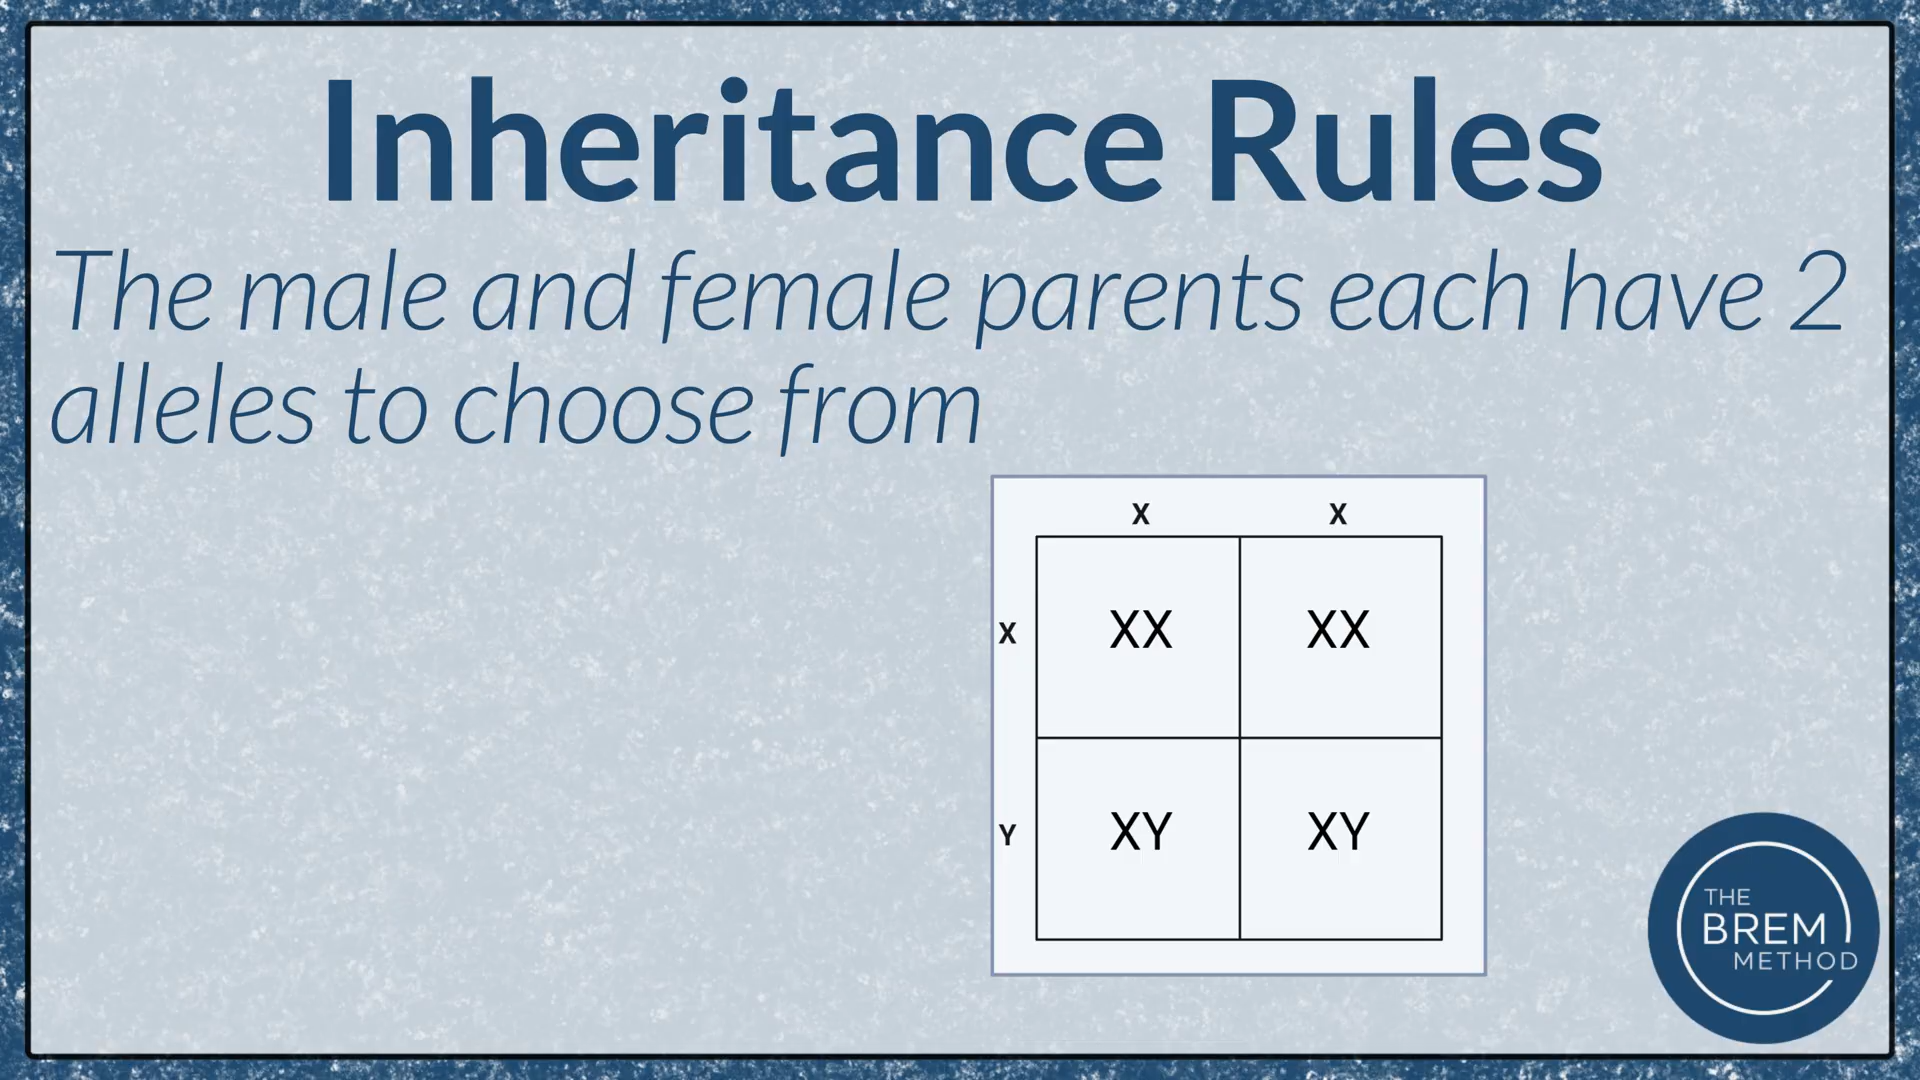 Inheritance Rules
The male and female parents each have 2
alleles to choose from
X X
X XX XX
Y XY XY
THE
BREM
METHOD